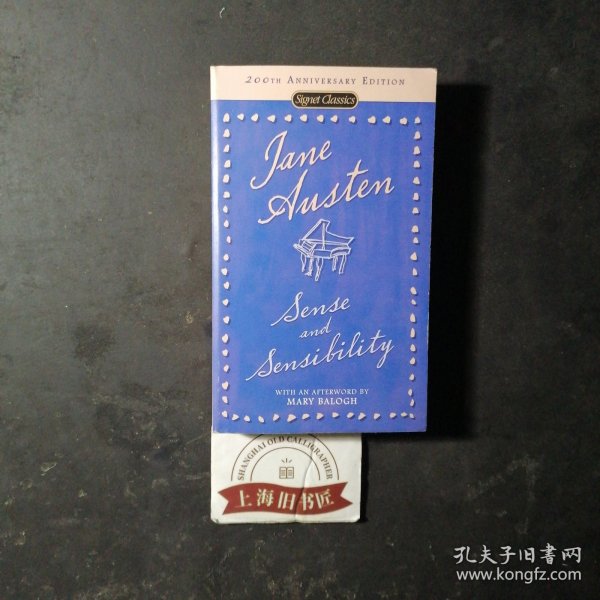 200TH ANNIVERSARY EDITION
Signet Classics
Jane
Austen
Sense
and
Sensibility
WITH AN AFTERWORD BY
MARY BALOGH
SHANGHAI OLD CALLIGRAPHER
上海旧书匠
孔夫子旧书网
www.kongfz.com